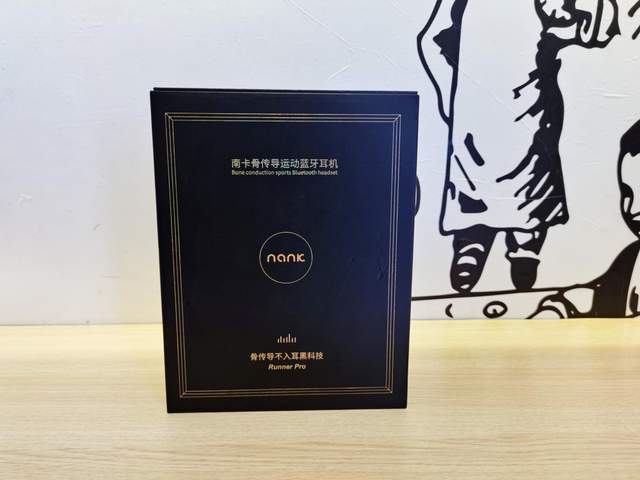 南卡骨传导运动蓝牙耳机
Bone conduction sports Bluetooth headset
nank
骨传导不入耳黑科技
Runner Pro